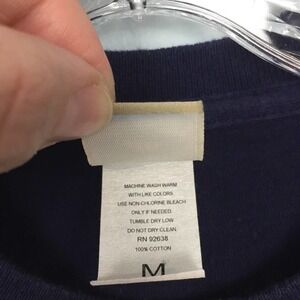 MACHINE WASH WARM
WITH LIKE COLORS
USE NON-CHLORINE BLEACH
ONLY IF NEEDED.
TUMBLE DRY LOW
DO NOT DRY CLEAN
RN 92638
100% COTTON
M